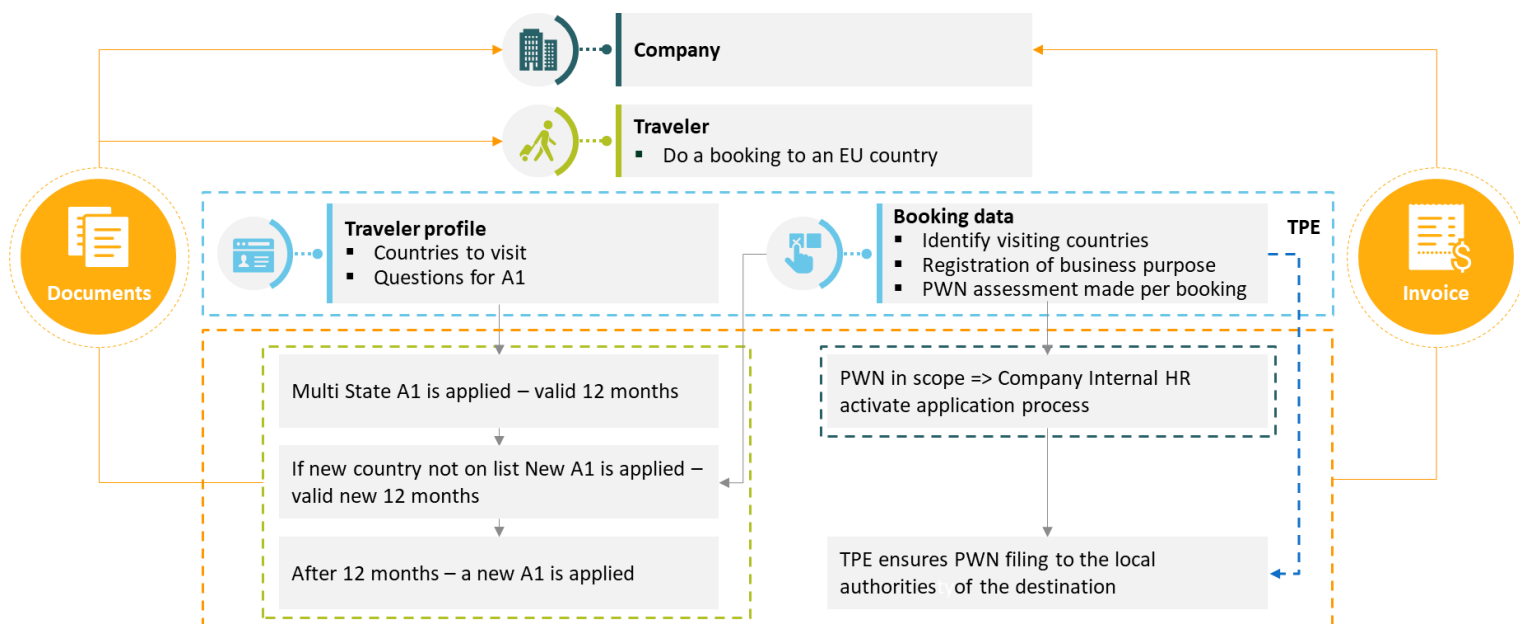 Company
Traveler
▪ Do a booking to an EU country
Documents
Traveler profile
▪ Countries to visit
▪ Questions for A1
Booking data
▪ Identify visiting countries
▪ Registration of business purpose
▪ PWN assessment made per booking
TPE
Invoice
Multi State A1 is applied – valid 12 months
If new country not on list New A1 is applied –
valid new 12 months
After 12 months – a new A1 is applied
PWN in scope => Company Internal HR
activate application process
TPE ensures PWN filing to the local
authoritiesty of the destination